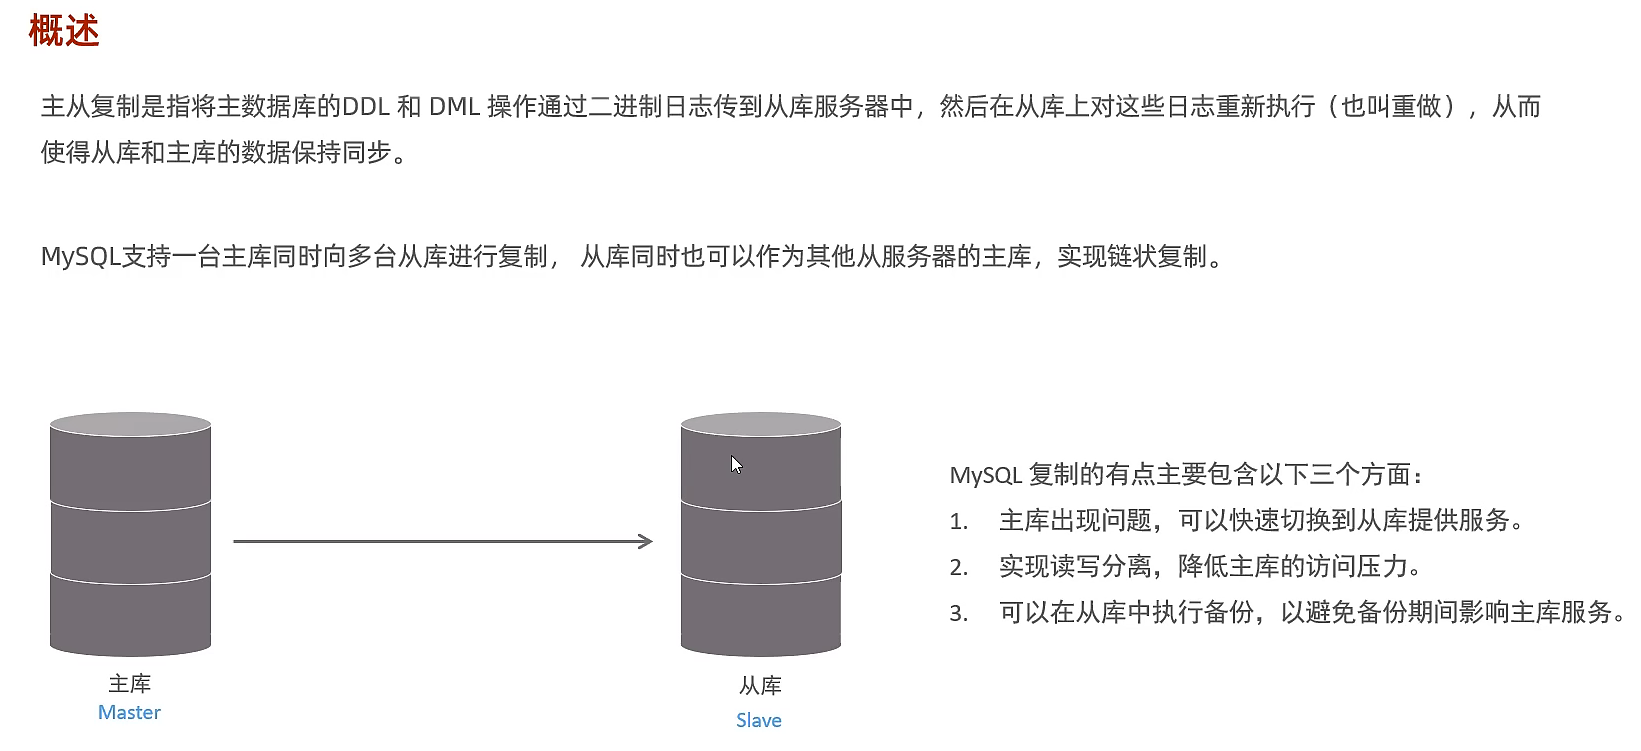 概述
主从复制是指将主数据库的DDL 和 DML 操作通过二进制日志传到从库服务器中，然后在从库上对这些日志重新执行（也叫重做），从而
使得从库和主库的数据保持同步。
MySQL支持一台主库同时向多台从库进行复制， 从库同时也可以作为其他从服务器的主库，实现链状复制。
MySQL 复制的有点主要包含以下三个方面：
1. 主库出现问题，可以快速切换到从库提供服务。
2. 实现读写分离，降低主库的访问压力。
3. 可以在从库中执行备份，以避免备份期间影响主库服务。
主库
Master
从库
Slave